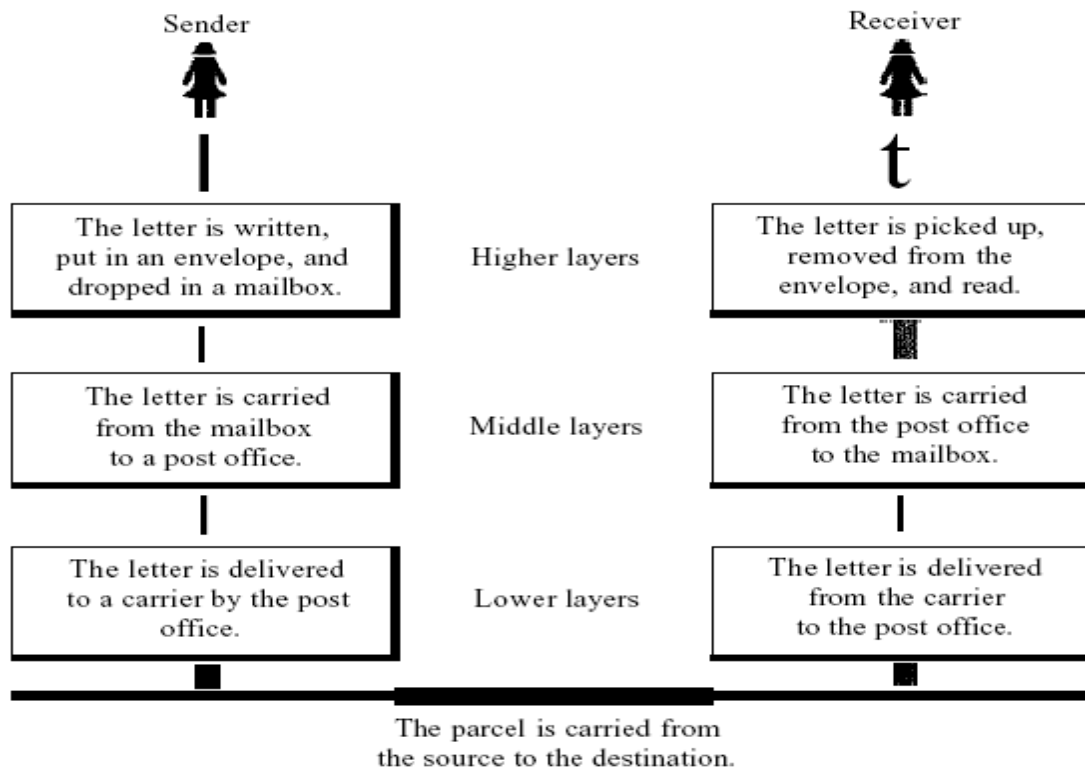 Sender
Receiver
t
The letter is written,
put in an envelope, and
dropped in a mailbox.
Higher layers
The letter is picked up,
removed from the
envelope, and read.
The letter is carried
from the mailbox
to a post office.
Middle layers
The letter is carried
from the post office
to the mailbox.
The letter is delivered
to a carrier by the post
office.
Lower layers
The letter is delivered
from the carrier
to the post office.
The parcel is carried from
the source to the destination.